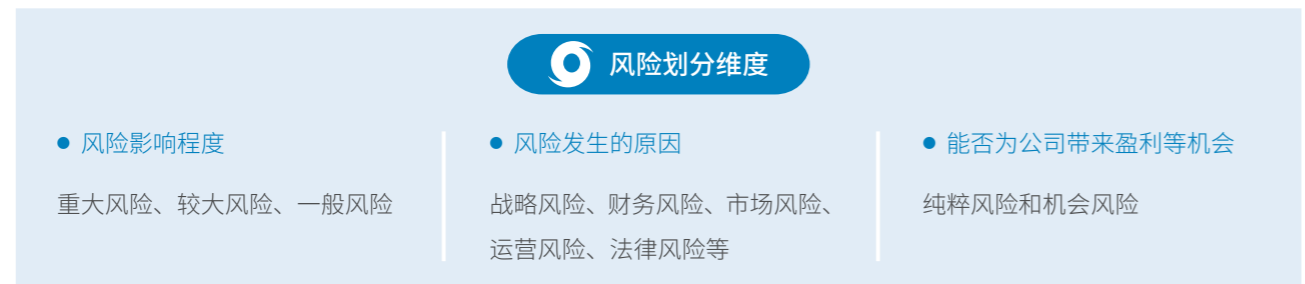 风险划分维度
风险影响程度
重大风险、较大风险、一般风险
风险发生的原因
战略风险、财务风险、市场风险、
运营风险、法律风险等
能否为公司带来盈利等机会
纯粹风险和机会风险